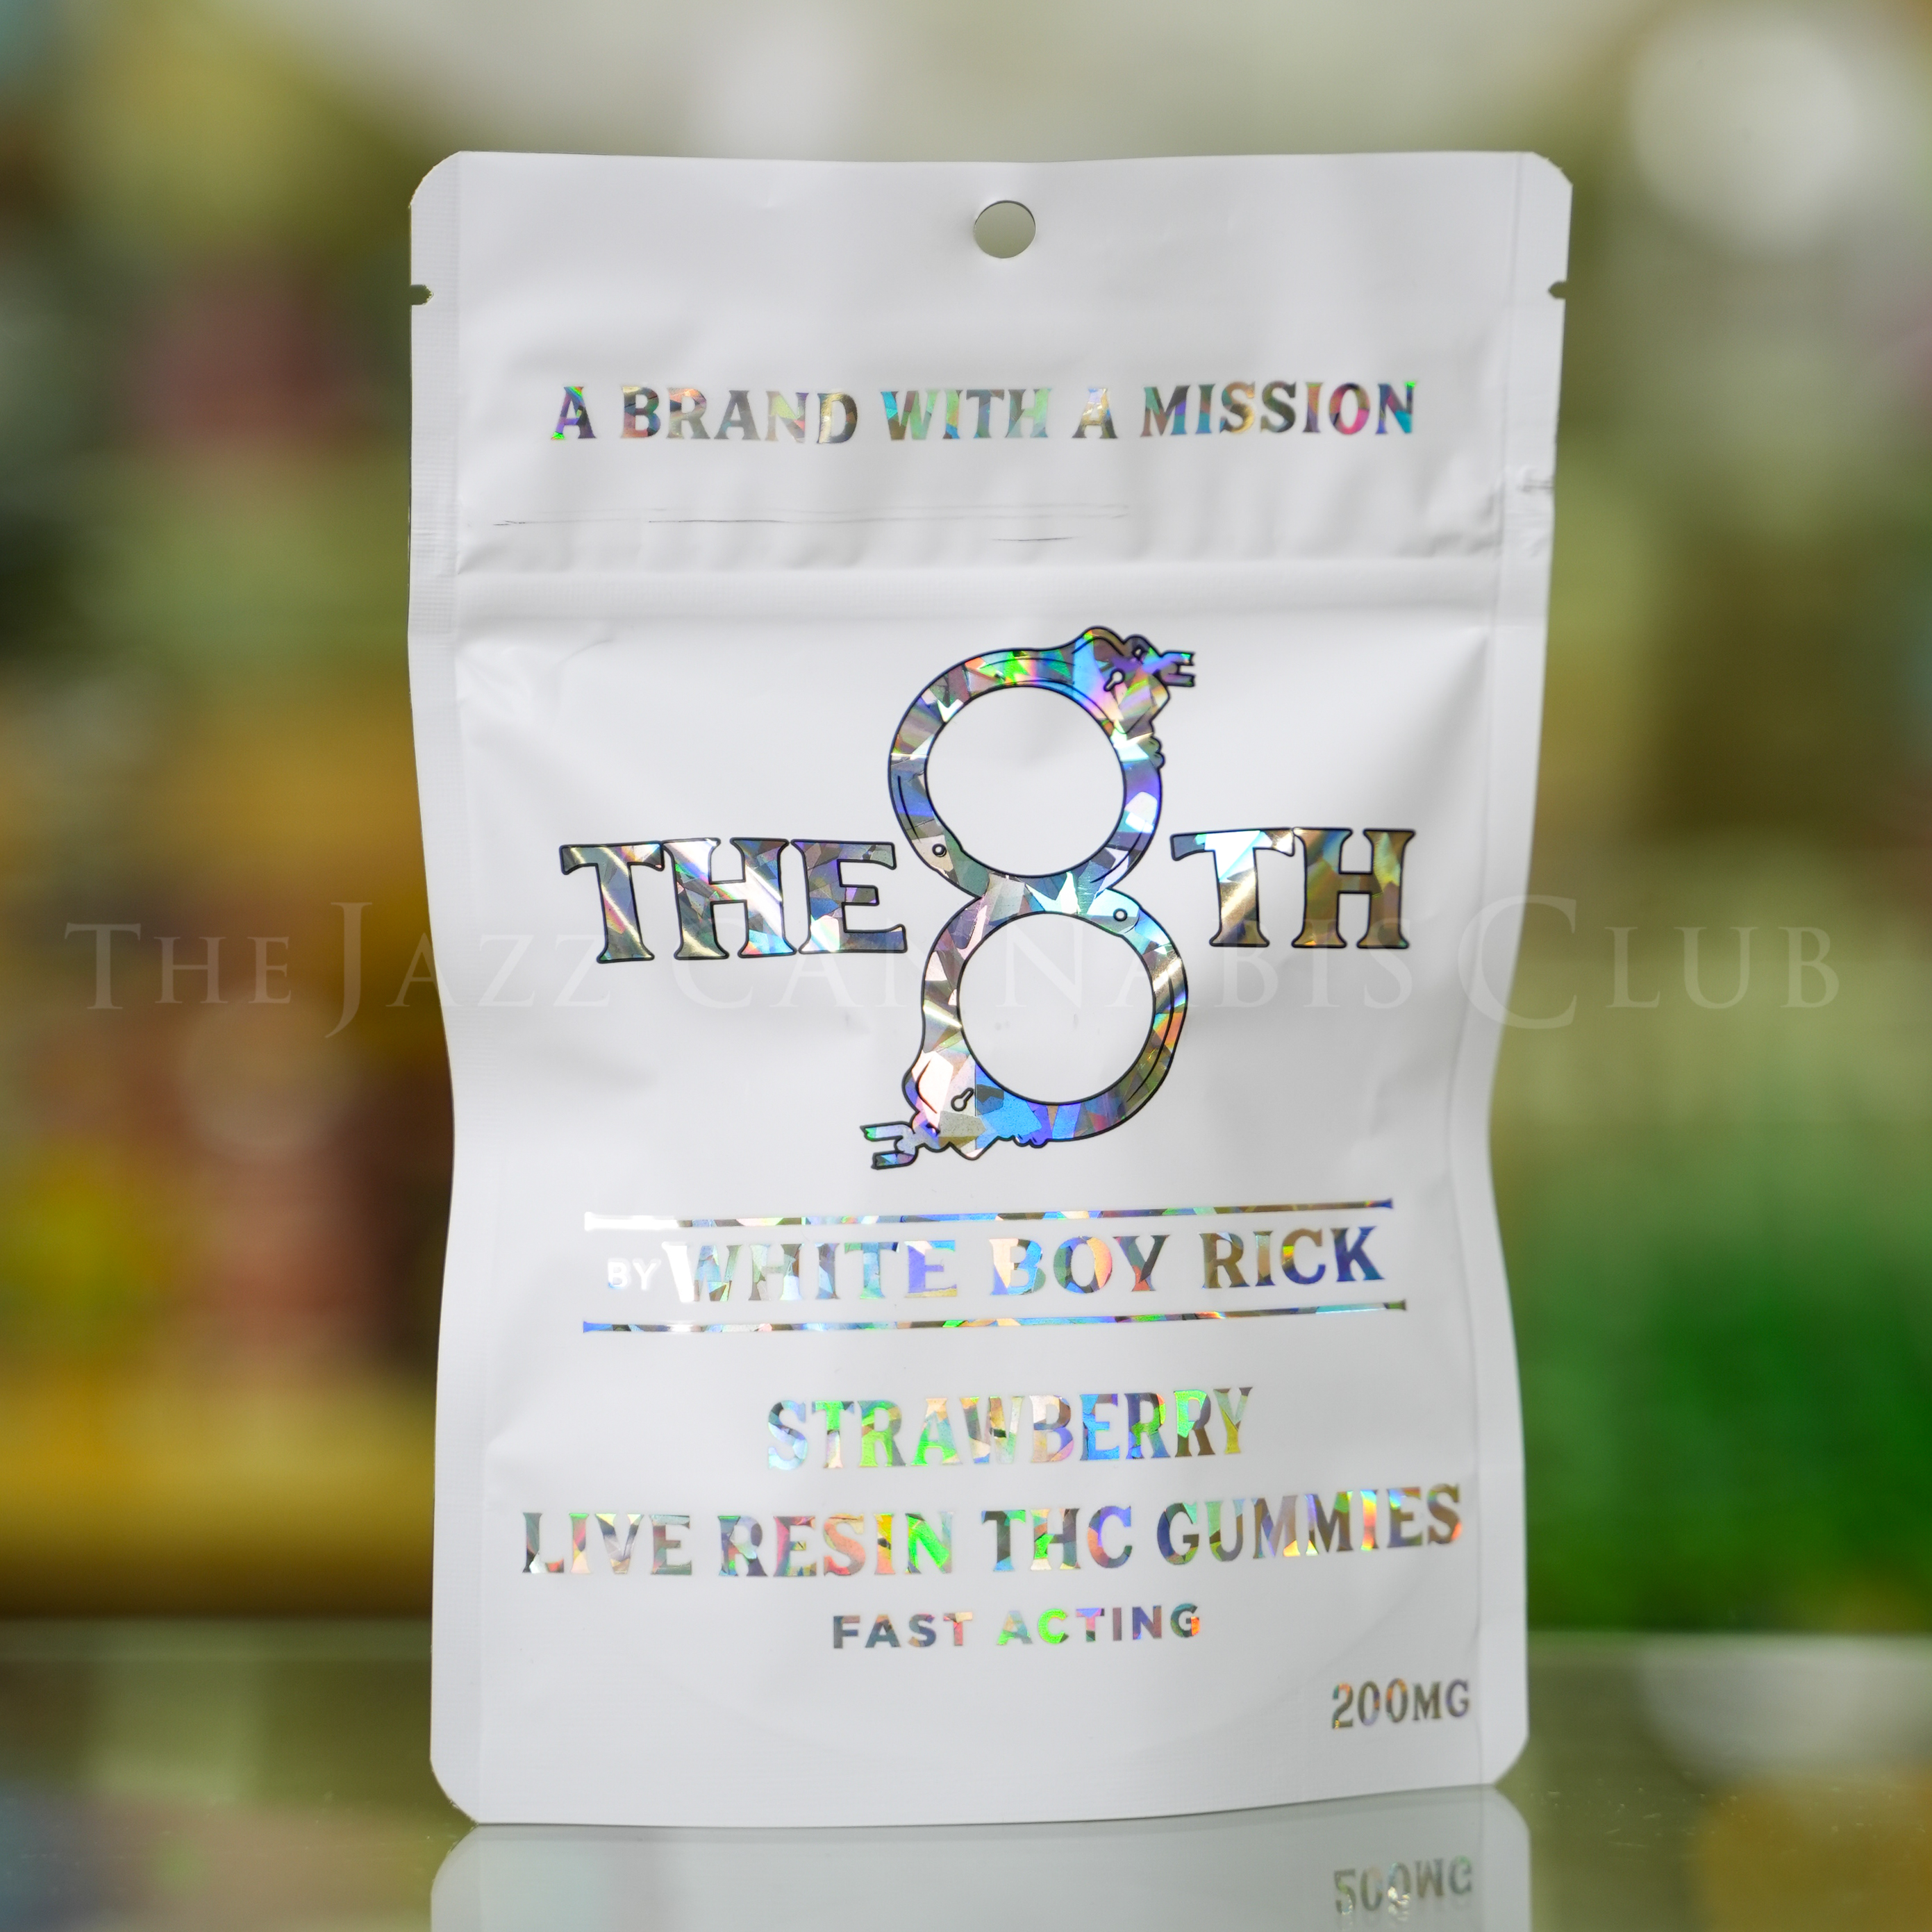 A BRAND WITH A MISSION
THE 8TH
The Jazz Cannabis Club
BY WHITE BOY RICK
STRAWBERRY
LIVE RESIN THC GUMMIES
FAST ACTING
200MG